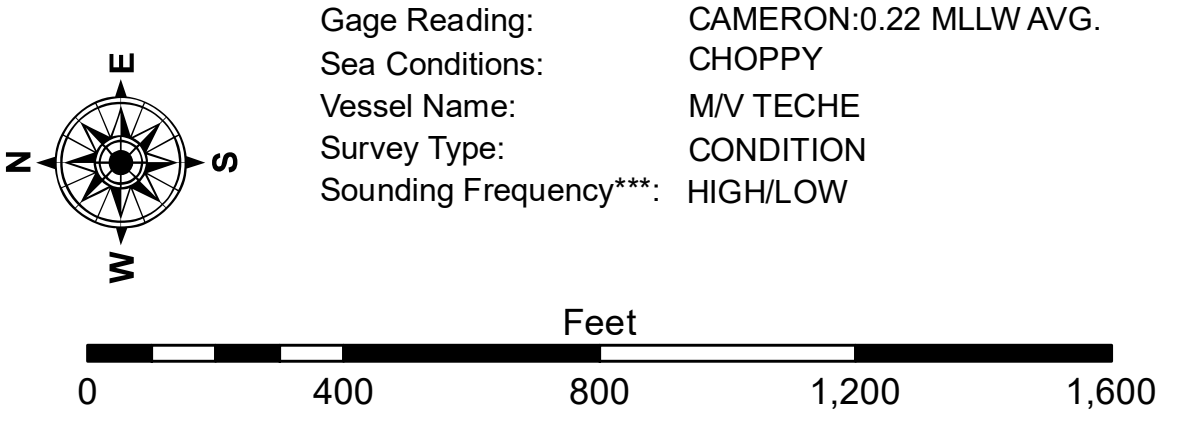 Gage Reading: CAMERON:0.22 MLLW AVG.
Sea Conditions: CHOPPY
Vessel Name: M/V TECHE
Survey Type: CONDITION
Sounding Frequency***: HIGH/LOW
E
N S
W
Feet
0 400 800 1,200 1,600